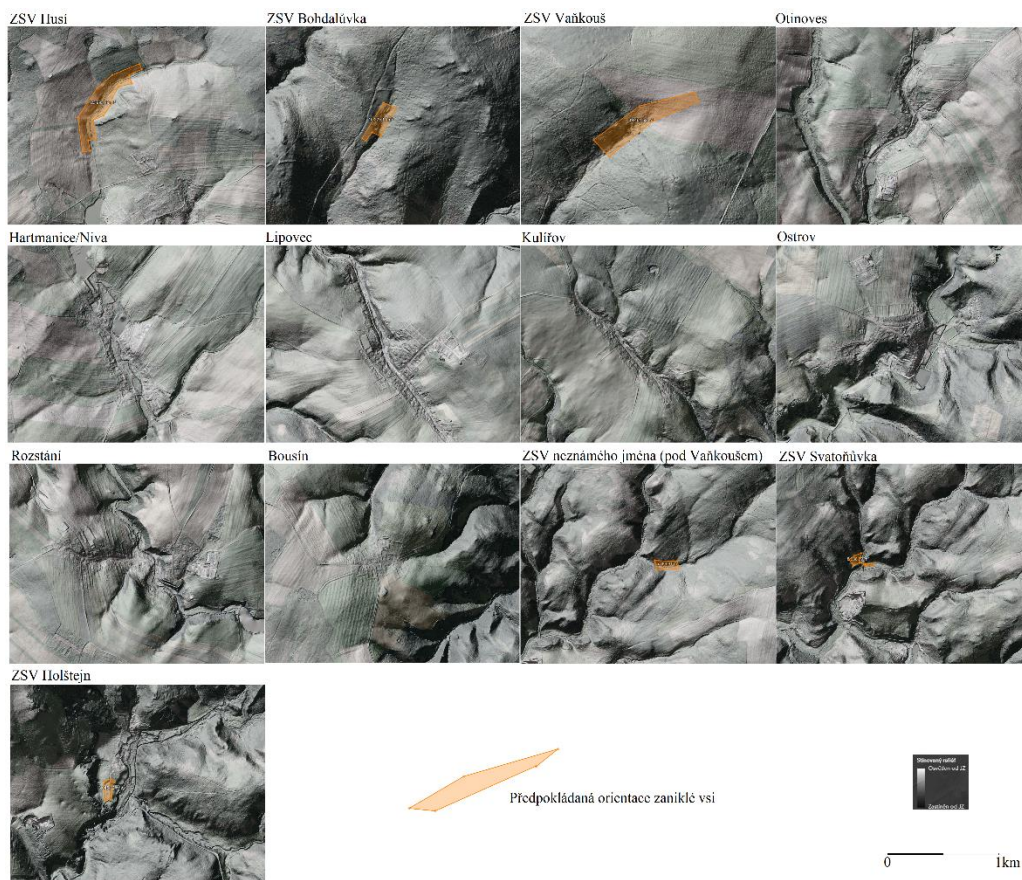 ZSV Husí
ZSV Bohdalůvka
ZSV Vaňkouš
Otinoves
Hartmanice/Niva
Lipovec
Kulířov
Ostrov
Rozstání
Bousín
ZSV neznámého jména (pod Vaňkoušem)
ZSV Svatoňůvka
ZSV Holštejn
Předpokládaná orientace zaniklé vsi
Stínovaný reliéf
Osvětlen od JZ
Zastíněn od JZ
0 1km